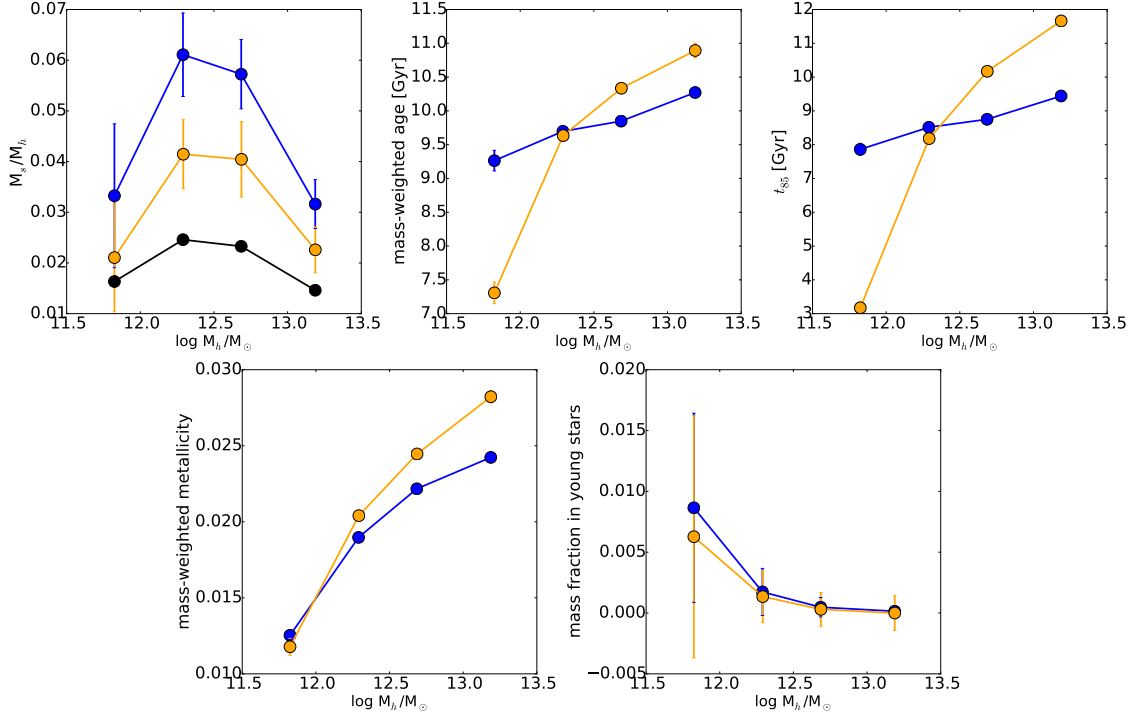 0.07
0.06
0.05
0.04
0.03
0.02
0.01
M_s/M_h
11.5 12.0 12.5 13.0 13.5
log M_h/M_⊙
11.5
11.0
10.5
10.0
9.5
9.0
8.5
8.0
7.5
7.0
mass-weighted age [Gyr]
11.5 12.0 12.5 13.0 13.5
log M_h/M_⊙
12
11
10
9
8
7
6
5
4
3
t_85 [Gyr]
11.5 12.0 12.5 13.0 13.5
log M_h/M_⊙
0.030
0.025
0.020
0.015
0.010
mass-weighted metallicity
11.5 12.0 12.5 13.0 13.5
log M_h/M_⊙
0.020
0.015
0.010
0.005
0.000
−0.005
mass fraction in young stars
11.5 12.0 12.5 13.0 13.5
log M_h/M_⊙